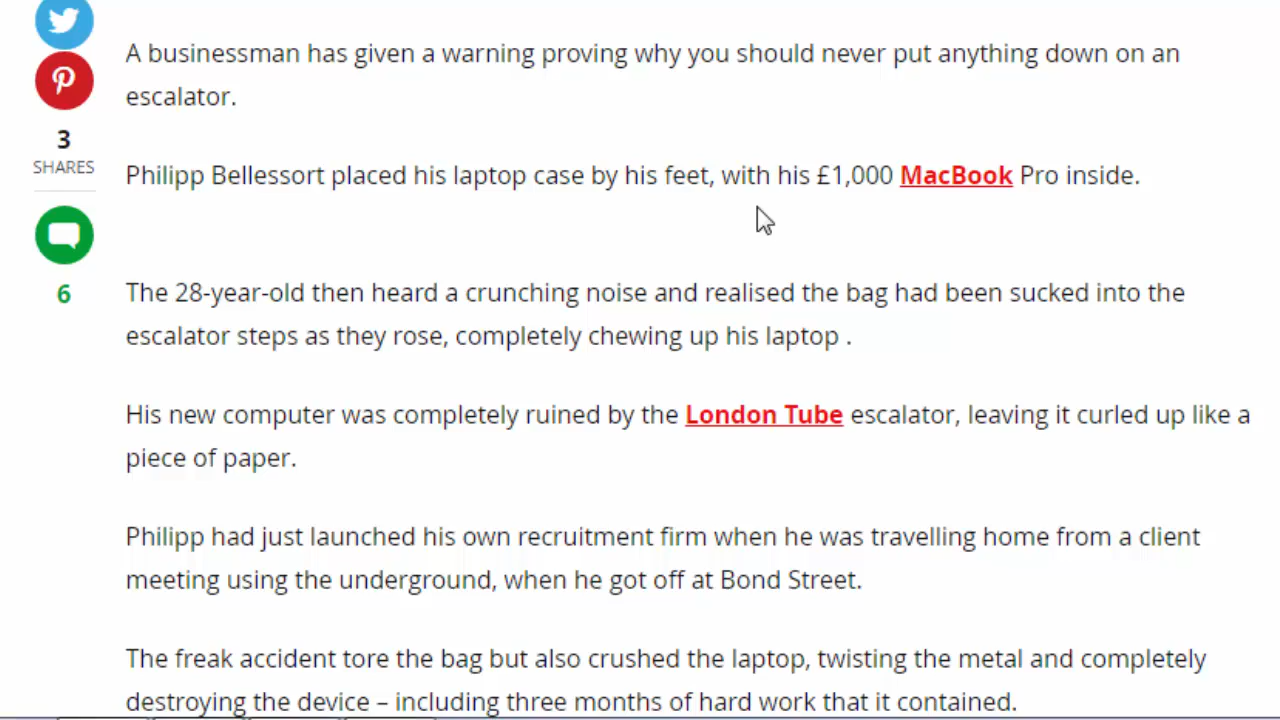 A businessman has given a warning proving why you should never put anything down on an
escalator.
3
SHARES
Philipp Bellessort placed his laptop case by his feet, with his £1,000 MacBook Pro inside.
6
The 28-year-old then heard a crunching noise and realised the bag had been sucked into the
escalator steps as they rose, completely chewing up his laptop .
His new computer was completely ruined by the London Tube escalator, leaving it curled up like a
piece of paper.
Philipp had just launched his own recruitment firm when he was travelling home from a client
meeting using the underground, when he got off at Bond Street.
The freak accident tore the bag but also crushed the laptop, twisting the metal and completely
destroying the device – including three months of hard work that it contained.